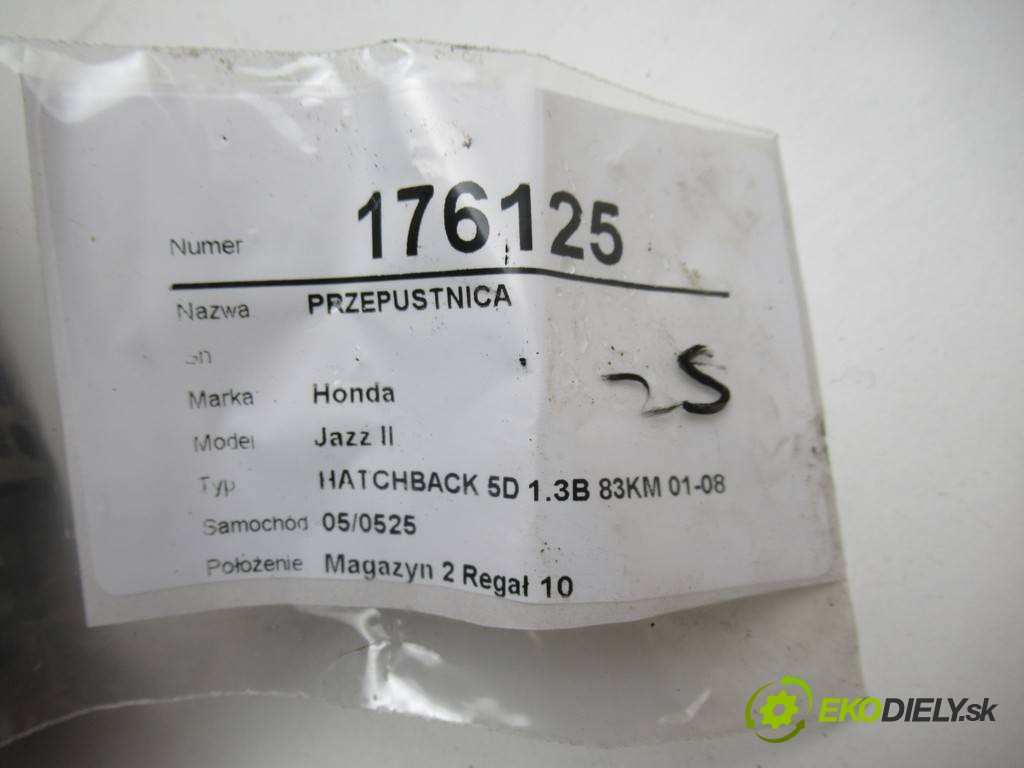 Numer 176125
Nazwa PRZEPUSTNICA
sn
Marka Honda
Model Jazz II
Typ HATCHBACK 5D 1.3B 83KM 01-08
Samochód 05/0525
Położenie Magazyn 2 Regał 10
EKODIELY.sk